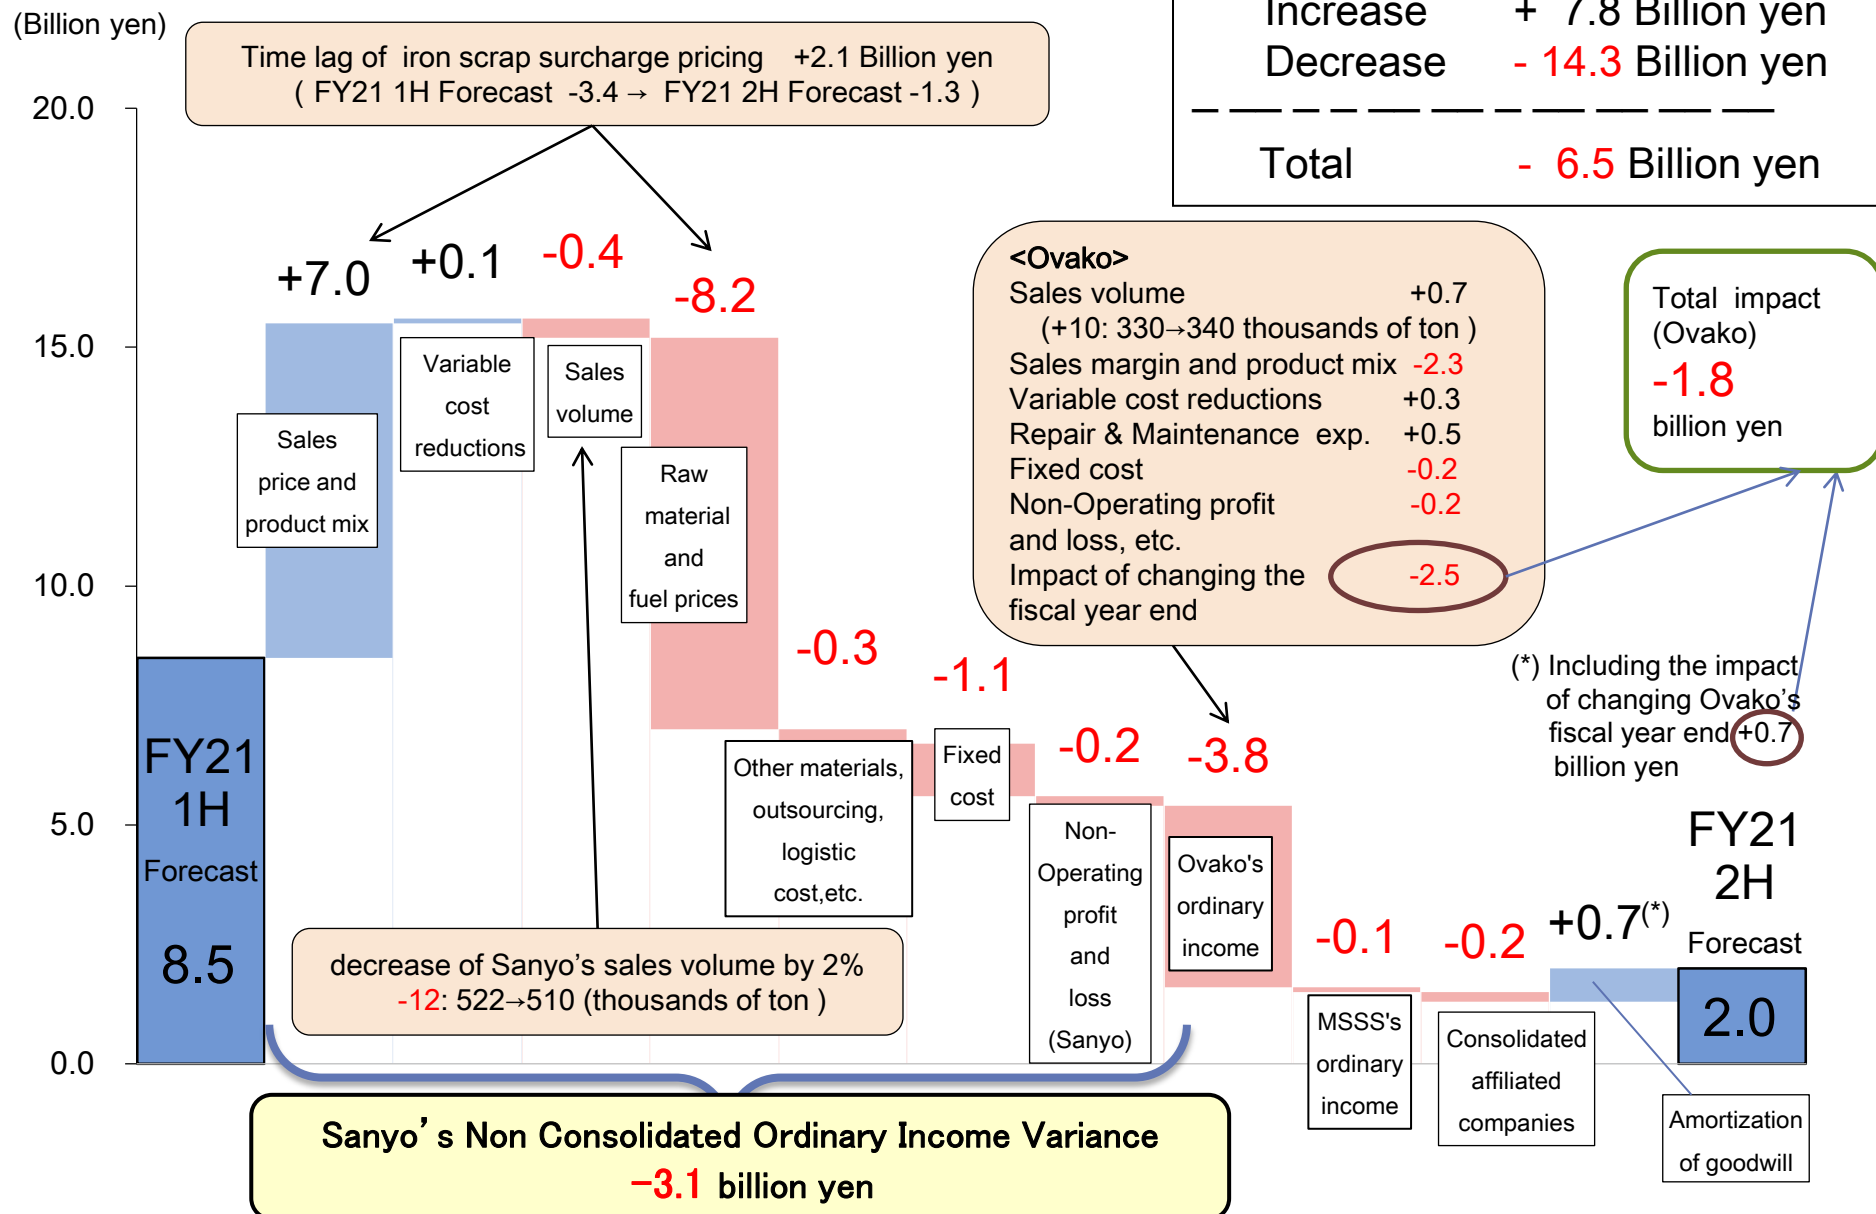 (Billion yen)
Increase + 7.8 Billion yen
Decrease - 14.3 Billion yen
Total - 6.5 Billion yen
Time lag of iron scrap surcharge pricing +2.1 Billion yen
( FY21 1H Forecast -3.4 → FY21 2H Forecast -1.3 )
20.0
15.0
10.0
5.0
0.0
+7.0
+0.1
-0.4
-8.2
-0.3
-1.1
-0.2
-3.8
-0.1
-0.2
+0.7(*)
<Ovako>
Sales volume +0.7
(+10: 330→340 thousands of ton )
Sales margin and product mix -2.3
Variable cost reductions +0.3
Repair & Maintenance exp. +0.5
Fixed cost -0.2
Non-Operating profit -0.2
and loss, etc.
Impact of changing the -2.5
fiscal year end
Total impact
(Ovako)
-1.8
billion yen
(*) Including the impact
of changing Ovako's
fiscal year end +0.7
billion yen
FY21
1H
Forecast
8.5
Sales
price and
product mix
Variable
cost
reductions
Sales
volume
Raw
material
and
fuel prices
Other materials,
outsourcing,
logistic
cost,etc.
Fixed
cost
Non-
Operating
profit
and
loss
(Sanyo)
Ovako's
ordinary
income
MSSS's
ordinary
income
Consolidated
affiliated
companies
Amortization
of goodwill
FY21
2H
Forecast
2.0
decrease of Sanyo's sales volume by 2%
-12: 522→510 (thousands of ton )
Sanyo's Non Consolidated Ordinary Income Variance
−3.1 billion yen